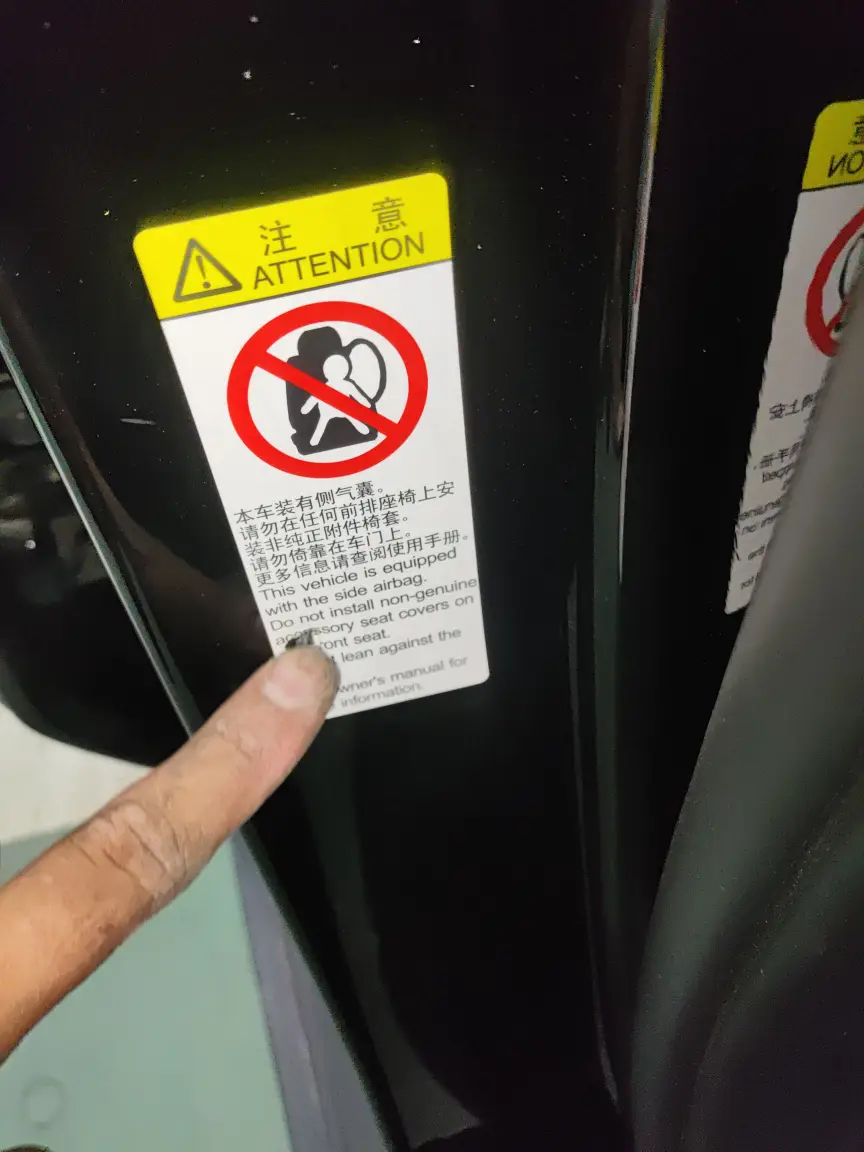 注 意
ATTENTION
本车装有侧气囊。
请勿在任何前排座椅上安
装非纯正附件椅套。
请勿倚靠在车门上。
更多信息请查阅使用手册。
This vehicle is equipped
with the side airbag.
Do not install non-genuine
accessory seat covers on
front seat.
lean against the
owner's manual for
information.